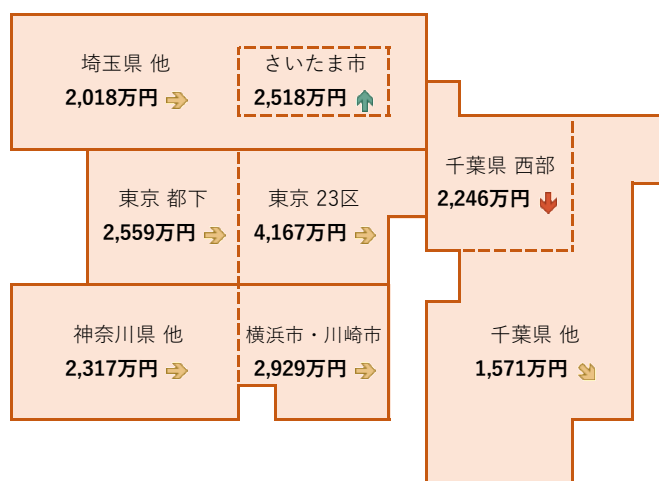 埼玉県 他
2,018万円
さいたま市
2,518万円
千葉県 西部
2,246万円
東京 都下
2,559万円
東京 23区
4,167万円
神奈川県 他
2,317万円
横浜市・川崎市
2,929万円
千葉県 他
1,571万円